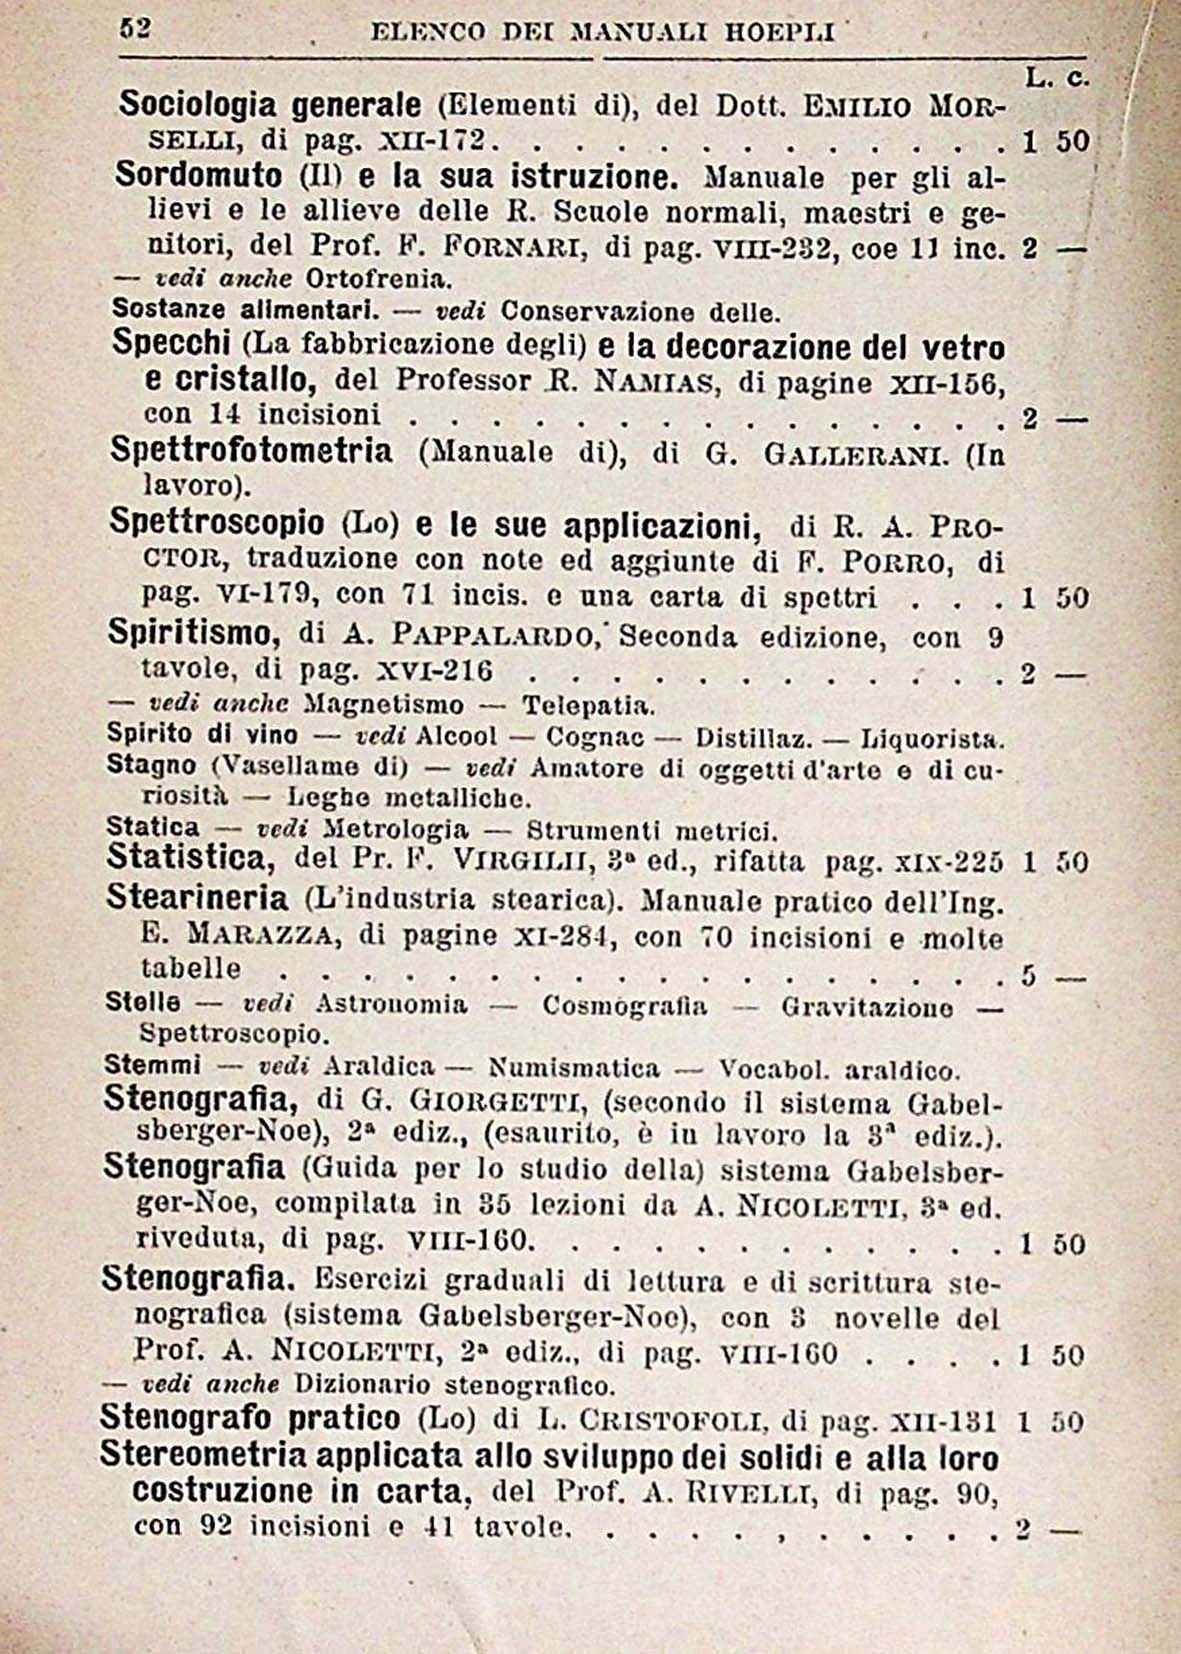 52 ELENCO DEI MANUALI HOEPLI
L. c.
Sociologia generale (Elementi di), del Dott. EMILIO MOR-
SELLI, di pag. XII-172. . . . . . . . . . . . . 1 50
Sordomuto (Il) e la sua istruzione. Manuale per gli al-
lievi e le allieve delle R. Scuole normali, maestri e ge-
nitori, del Prof. F. FORNARI, di pag. VIII-232, coe 11 inc. 2 —
— vedi anche Ortofrenia.
Sostanze alimentari. — vedi Conservazione delle.
Specchi (La fabbricazione degli) e la decorazione del vetro
e cristallo, del Professor R. NAMIAS, di pagine XII-156,
con 14 incisioni . . . . . . . . . . . . . . . 2 —
Spettrofotometria (Manuale di), di G. GALLERANI. (In
lavoro).
Spettroscopio (Lo) e le sue applicazioni, di R. A. PRO-
CTOR, traduzione con note ed aggiunte di F. PORRO, di
pag. VI-179, con 71 incis. e una carta di spettri . . . 1 50
Spiritismo, di A. PAPPALARDO, Seconda edizione, con 9
tavole, di pag. XVI-216 . . . . . . . . . . . . 2 —
— vedi anche Magnetismo — Telepatia.
Spirito di vino — vedi Alcool — Cognac — Distillaz. — Liquorista.
Stagno (Vasellame di) — vedi Amatore di oggetti d'arte e di cu-
riosità — Leghe metalliche.
Statica — vedi Metrologia — Strumenti metrici.
Statistica, del Pr. F. VIRGILII, 3ª ed., rifatta pag. XIX-225 1 50
Stearineria (L'industria stearica). Manuale pratico dell'Ing.
E. MARAZZA, di pagine XI-284, con 70 incisioni e molte
tabelle . . . . . . . . . . . . . . . . . . 5 —
Stelle — vedi Astronomia — Cosmografia — Gravitazione —
Spettroscopio.
Stemmi — vedi Araldica — Numismatica — Vocabol. araldico.
Stenografia, di G. GIORGETTI, (secondo il sistema Gabel-
sberger-Noe), 2ª ediz., (esaurito, è in lavoro la 3ª ediz.).
Stenografia (Guida per lo studio della) sistema Gabelsber-
ger-Noe, compilata in 35 lezioni da A. NICOLETTI, 3ª ed.
riveduta, di pag. VIII-160. . . . . . . . . . . . 1 50
Stenografia. Esercizi graduali di lettura e di scrittura ste-
nografica (sistema Gabelsberger-Noe), con 3 novelle del
Prof. A. NICOLETTI, 2ª ediz., di pag. VIII-160 . . . . 1 50
— vedi anche Dizionario stenografico.
Stenografo pratico (Lo) di L. CRISTOFOLI, di pag. XII-131 1 50
Stereometria applicata allo sviluppo dei solidi e alla loro
costruzione in carta, del Prof. A. RIVELLI, di pag. 90,
con 92 incisioni e 41 tavole. . . . . . . . . . . 2 —